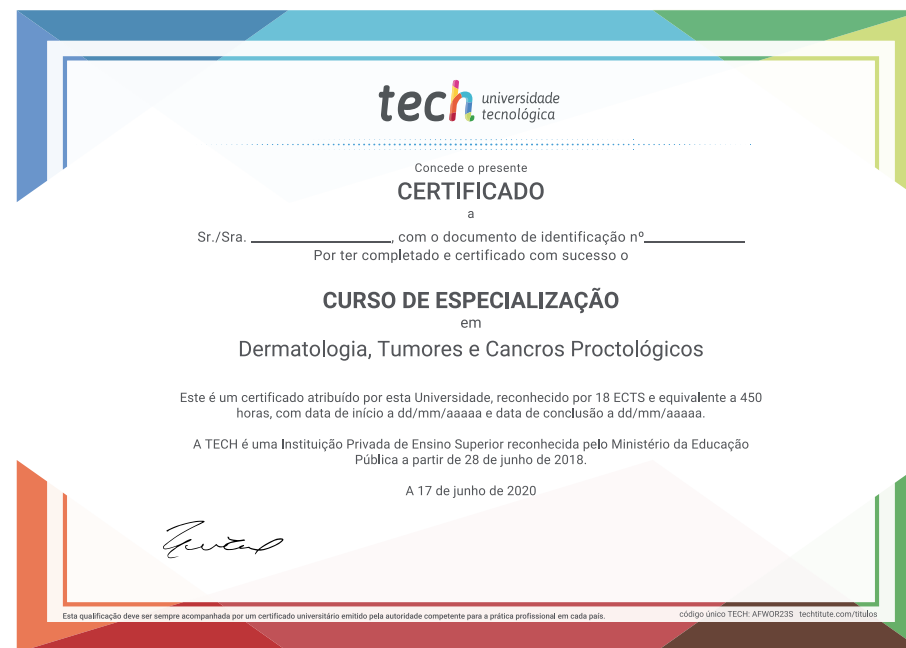 tech universidade
tecnológica
Concede o presente
CERTIFICADO
a
Sr./Sra. ____________, com o documento de identificação nº____________
Por ter completado e certificado com sucesso o
CURSO DE ESPECIALIZAÇÃO
em
Dermatologia, Tumores e Cancros Proctológicos
Este é um certificado atribuído por esta Universidade, reconhecido por 18 ECTS e equivalente a 450
horas, com data de início a dd/mm/aaaaa e data de conclusão a dd/mm/aaaaa.
A TECH é uma Instituição Privada de Ensino Superior reconhecida pelo Ministério da Educação
Pública a partir de 28 de junho de 2018.
A 17 de junho de 2020
Esta qualificação deve ser sempre acompanhada por um certificado universitário emitido pela autoridade competente para a prática profissional em cada país.
código único TECH: AFWOR23S techtitute.com/titulos